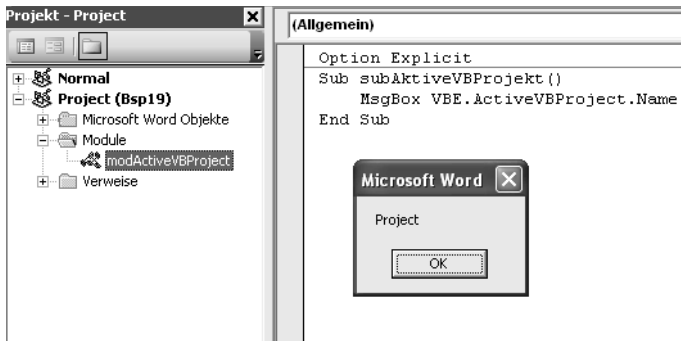 Projekt - Project
(Allgemein)
Option Explicit
Sub subAktiveVBProjekt()
MsgBox VBE.ActiveVBProject.Name
End Sub
Normal
Project (Bsp19)
Microsoft Word Objekte
Module
modActiveVBProject
Verweise
Microsoft Word
Project
OK